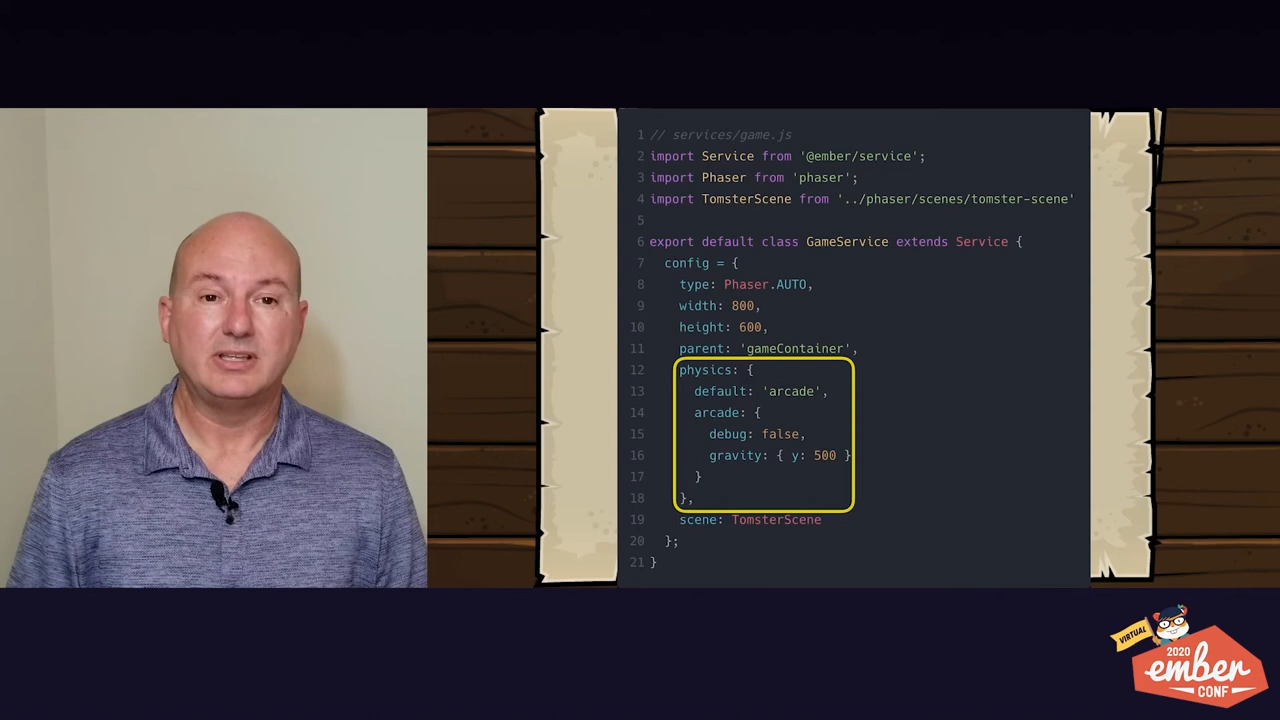 1 // services/game.js
2 import Service from '@ember/service';
3 import Phaser from 'phaser';
4 import TomsterScene from '../phaser/scenes/tomster-scene'
5
6 export default class GameService extends Service {
7   config = {
8     type: Phaser.AUTO,
9     width: 800,
10     height: 600,
11     parent: 'gameContainer',
12     physics: {
13       default: 'arcade',
14       arcade: {
15         debug: false,
16         gravity: { y: 500 }
17       }
18     },
19     scene: TomsterScene
20   };
21 }
VIRTUAL
2020
ember
CONF